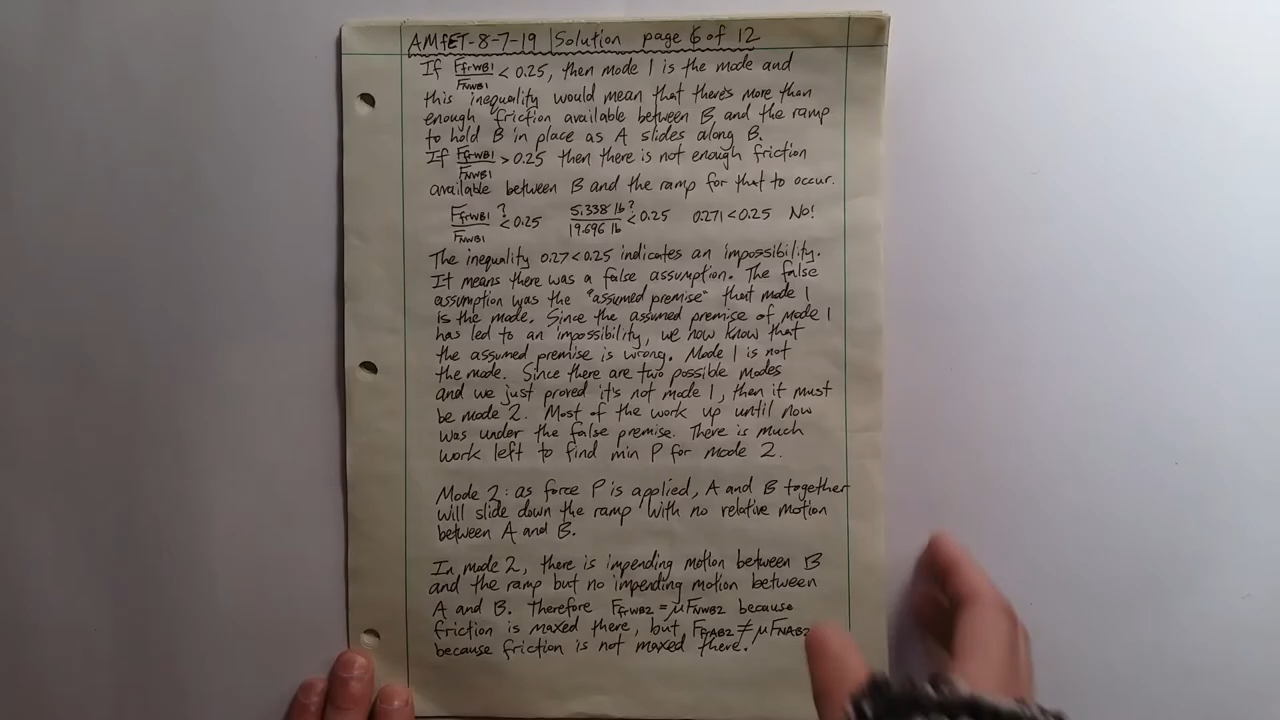 AMfET-8-7-19 | Solution page 6 of 12
If FfrWB1/FNWB1 < 0.25, then mode 1 is the mode and
this inequality would mean that there's more than
enough friction available between B and the ramp
to hold B in place as A slides along B.
If FfrWB1/FNWB1 > 0.25 then there is not enough friction
available between B and the ramp for that to occur.
FfrWB1/FNWB1 <? 0.25 5.338 lb/19.696 lb <? 0.25 0.271 < 0.25 No!
The inequality 0.27 < 0.25 indicates an impossibility.
It means there was a false assumption. The false
assumption was the "assumed premise" that mode 1
is the mode. Since the assumed premise of mode 1
has led to an impossibility, we now know that
the assumed premise is wrong. Mode 1 is not
the mode. Since there are two possible modes
and we just proved it's not mode 1, then it must
be mode 2. Most of the work up until now
was under the false premise. There is much
work left to find min P for mode 2.
Mode 2: as force P is applied, A and B together
will slide down the ramp with no relative motion
between A and B.
In mode 2, there is impending motion between B
and the ramp but no impending motion between
A and B. Therefore FfrWB2 = μFNWB2 because
friction is maxed there, but FfrAB2 ≠ μFNAB2
because friction is not maxed there.